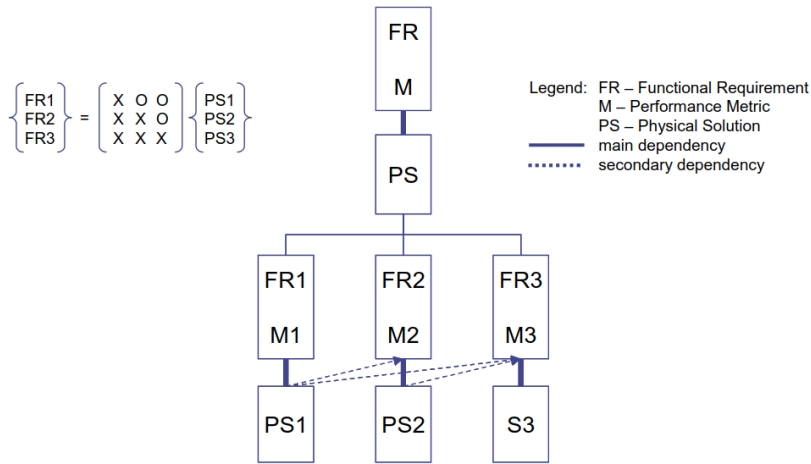 FR
M
PS
FR1
FR2
FR3
=
X O O
X X O
X X X
PS1
PS2
PS3
Legend: FR – Functional Requirement
M – Performance Metric
PS – Physical Solution
main dependency
secondary dependency
FR1
M1
FR2
M2
FR3
M3
PS1
PS2
S3